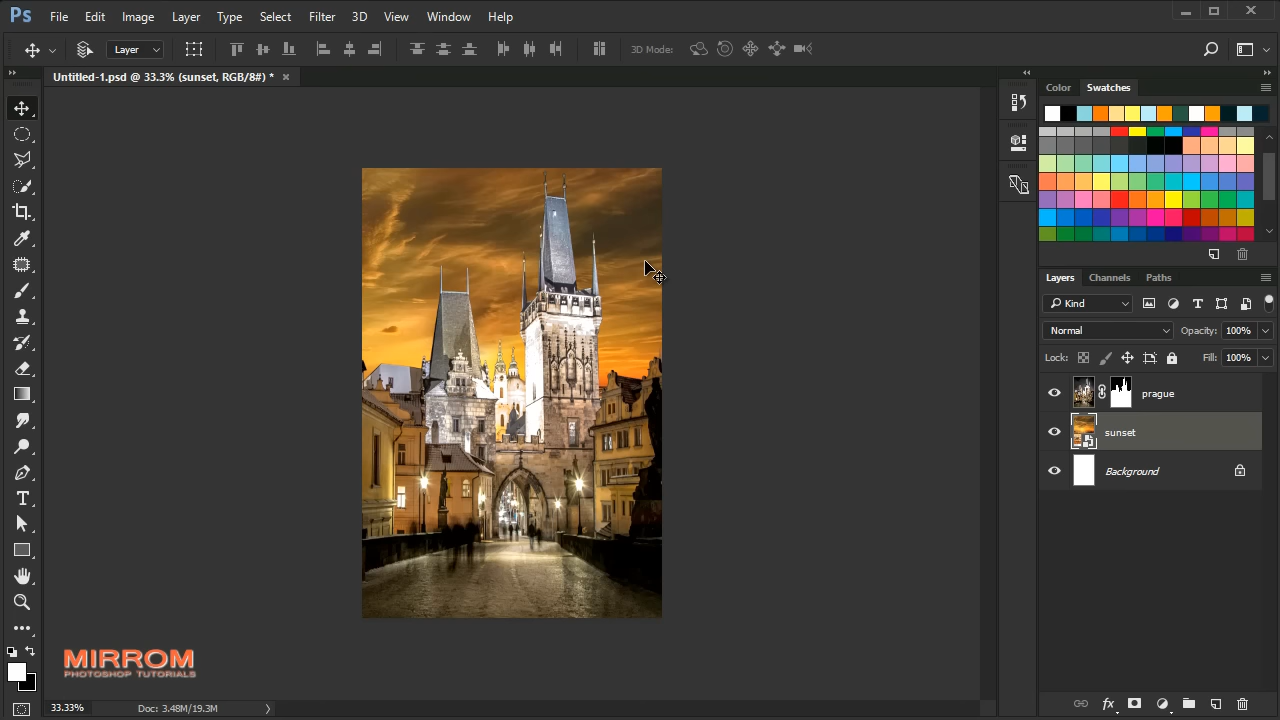 Ps File Edit Image Layer Type Select Filter 3D View Window Help
Layer 3D Mode:
Untitled-1.psd @ 33.3% (sunset, RGB/8#) *
Color Swatches
Layers Channels Paths
Kind
Normal Opacity: 100%
Lock: Fill: 100%
prague
sunset
Background
MIRROM
PHOTOSHOP TUTORIALS
33.33% Doc: 3.48M/19.3M